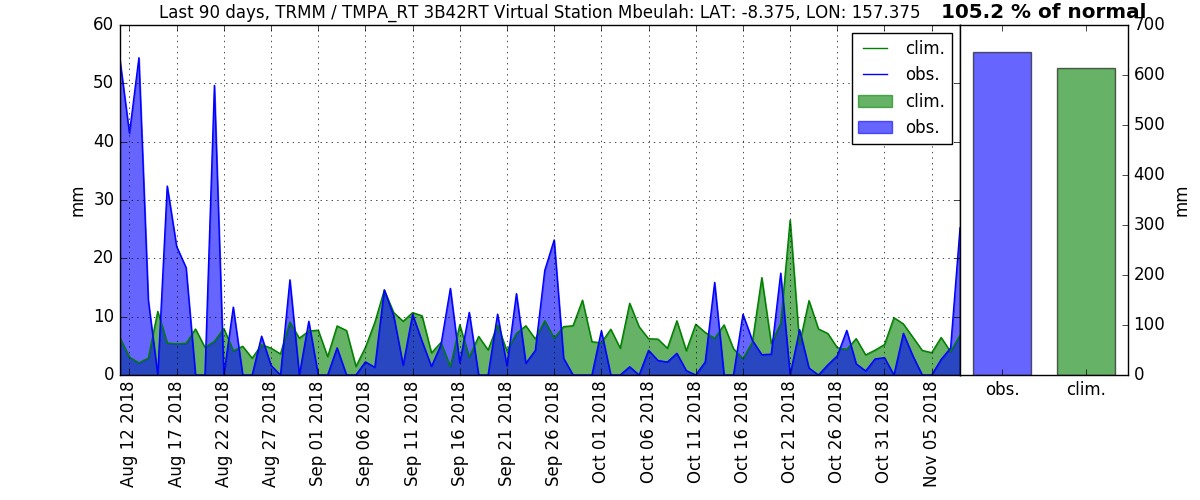 Last 90 days, TRMM / TMPA_RT 3B42RT Virtual Station Mbeulah: LAT: -8.375, LON: 157.375
105.2 % of normal
60
50
40
30
20
10
0
mm
clim.
obs.
clim.
obs.
700
600
500
400
300
200
100
0
mm
Aug 12 2018
Aug 17 2018
Aug 22 2018
Aug 27 2018
Sep 01 2018
Sep 06 2018
Sep 11 2018
Sep 16 2018
Sep 21 2018
Sep 26 2018
Oct 01 2018
Oct 06 2018
Oct 11 2018
Oct 16 2018
Oct 21 2018
Oct 26 2018
Oct 31 2018
Nov 05 2018
obs.
clim.